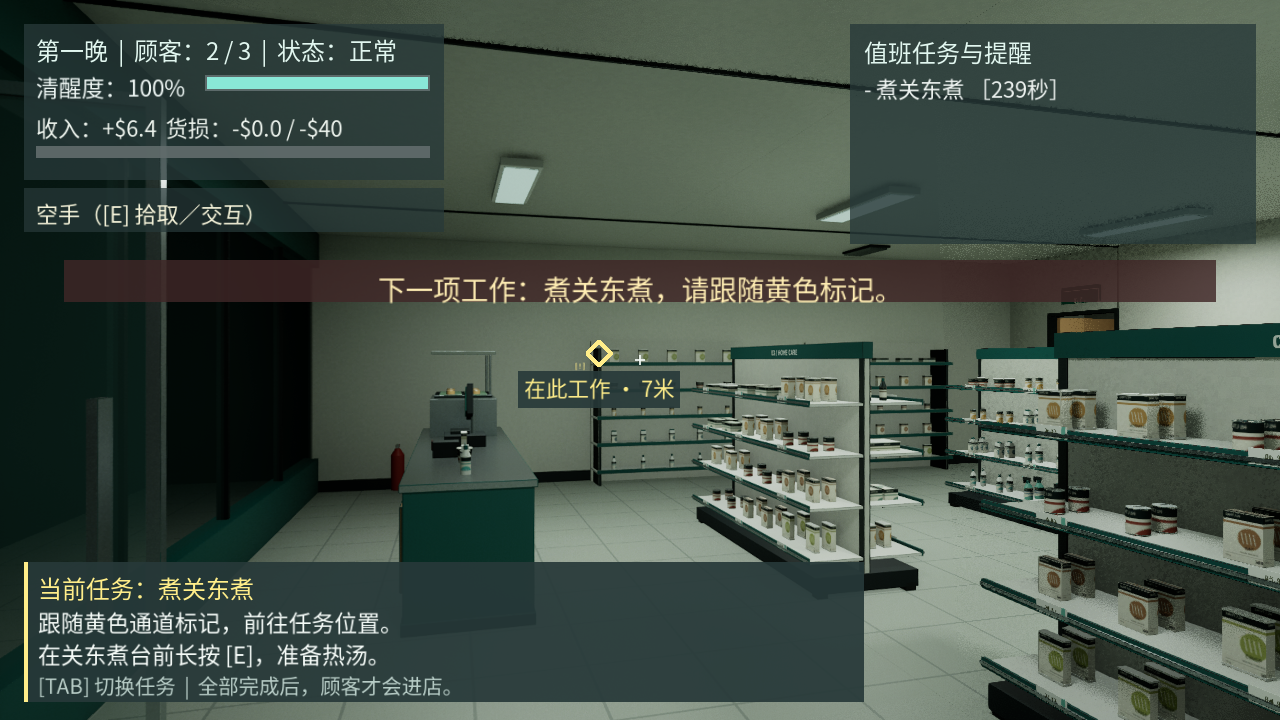 第一晚｜顾客：2 / 3｜状态：正常
清醒度：100%
收入：+$6.4 货损：-$0.0 / -$40
空手（[E] 拾取／交互）
值班任务与提醒
- 煮关东煮 ［239秒］
下一项工作：煮关东煮，请跟随黄色标记。
在此工作 · 7米
当前任务：煮关东煮
跟随黄色通道标记，前往任务位置。
在关东煮台前长按 [E]，准备热汤。
[TAB] 切换任务｜全部完成后，顾客才会进店。